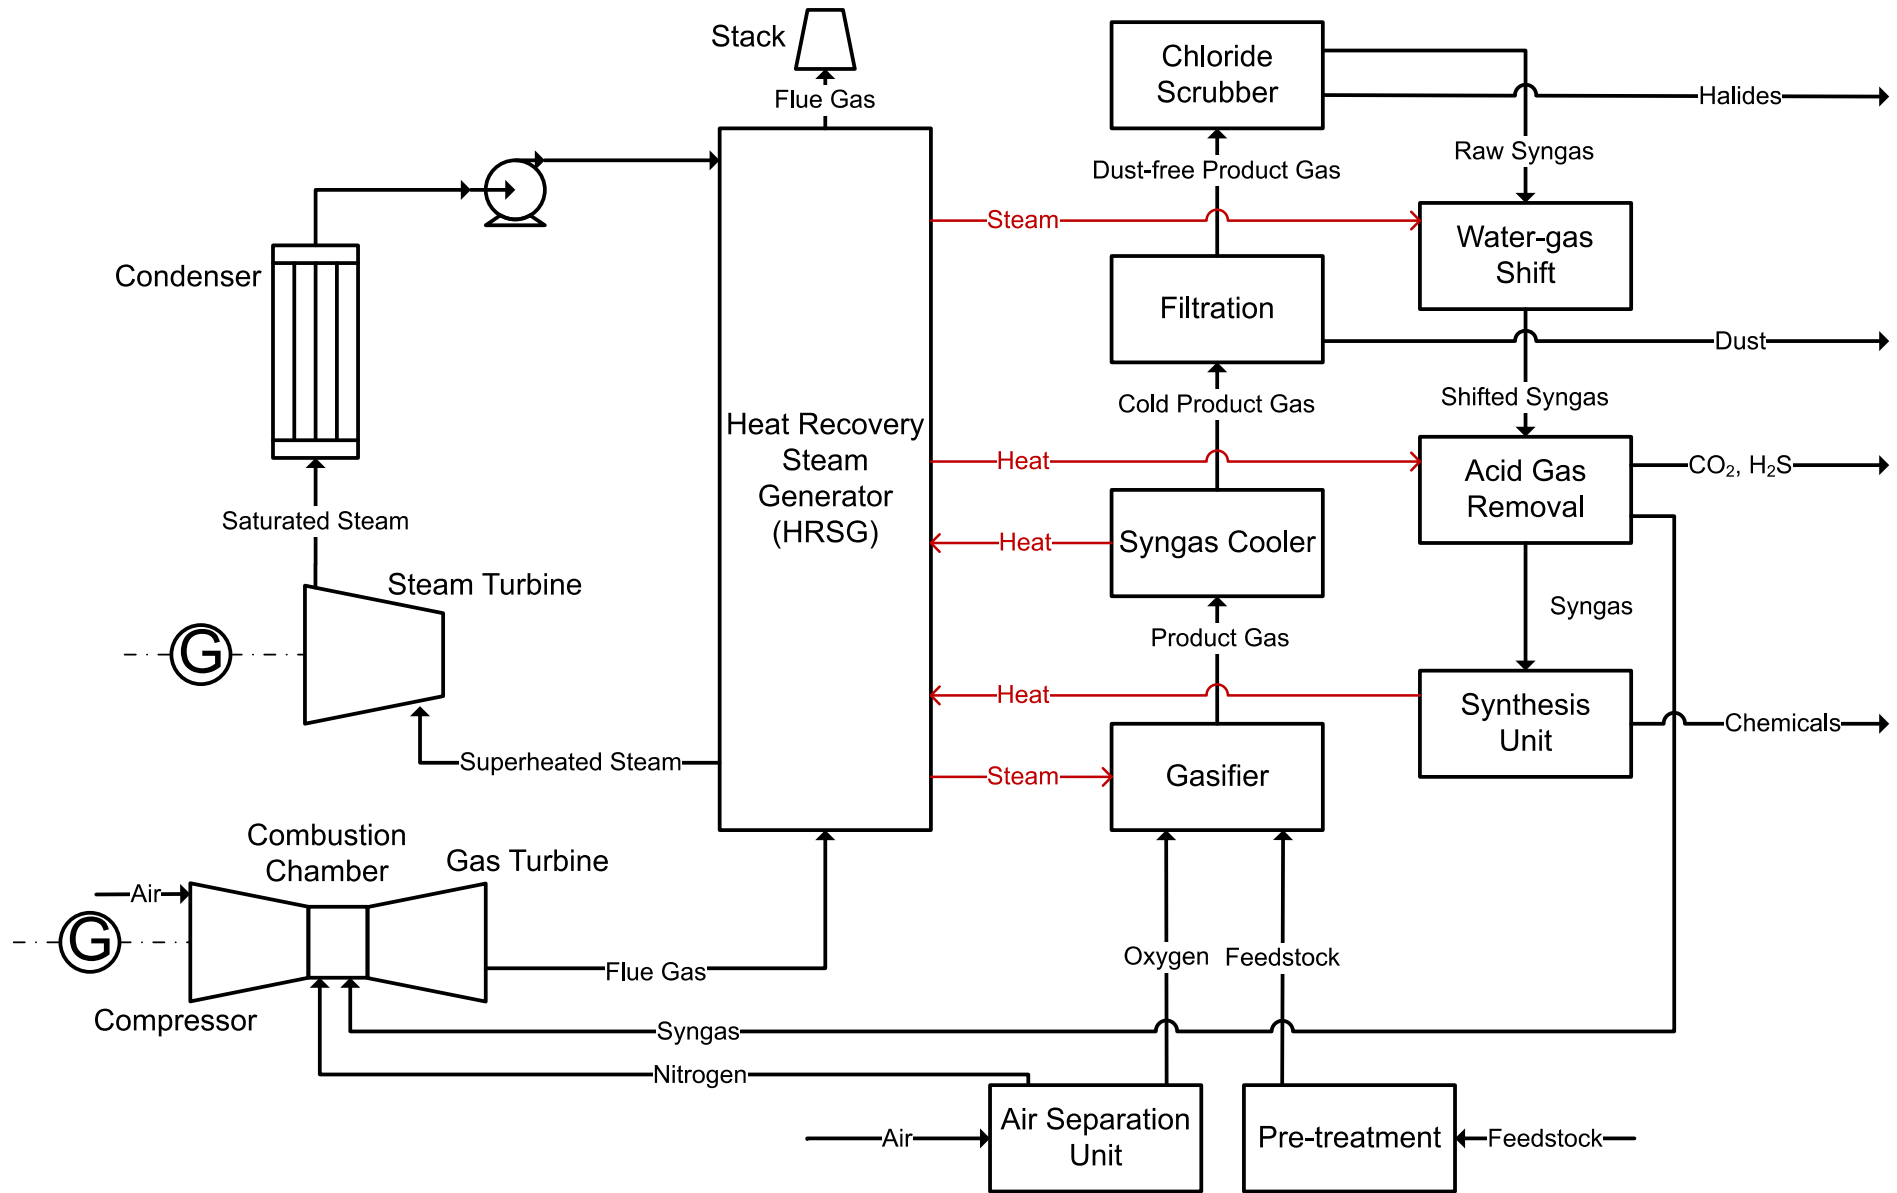 Stack
Flue Gas
Chloride
Scrubber
Halides
Raw Syngas
Dust-free Product Gas
Steam
Water-gas
Shift
Condenser
Filtration
Dust
Cold Product Gas
Shifted Syngas
Heat Recovery
Steam
Generator
(HRSG)
Heat
Acid Gas
Removal
CO₂, H₂S
Saturated Steam
Heat
Syngas Cooler
Steam Turbine
Syngas
Product Gas
G
Heat
Synthesis
Unit
Chemicals
Superheated Steam
Steam
Gasifier
Combustion
Chamber
Gas Turbine
Air
G
Compressor
Flue Gas
Oxygen
Feedstock
Syngas
Nitrogen
Air
Air Separation
Unit
Pre-treatment
Feedstock